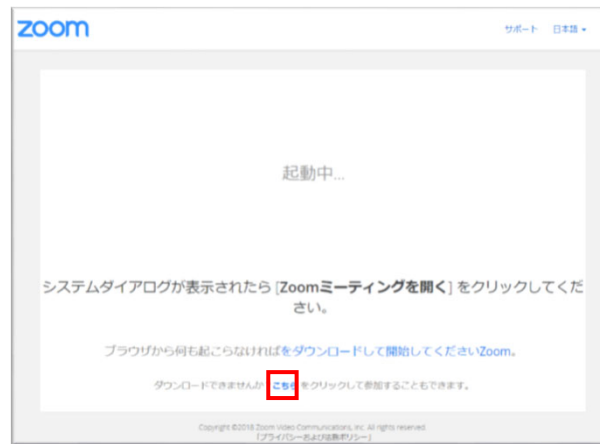 zoom
サポート 日本語
起動中...
システムダイアログが表示されたら [Zoomミーティングを開く] をクリックしてくだ
さい。
ブラウザから何も起こらなければをダウンロードして開始してくださいZoom。
ダウンロードできませんか こちらをクリックして参加することもできます。
Copyright ©2018 Zoom Video Communications, Inc. All rights reserved.
「プライバシーおよび法務ポリシー」